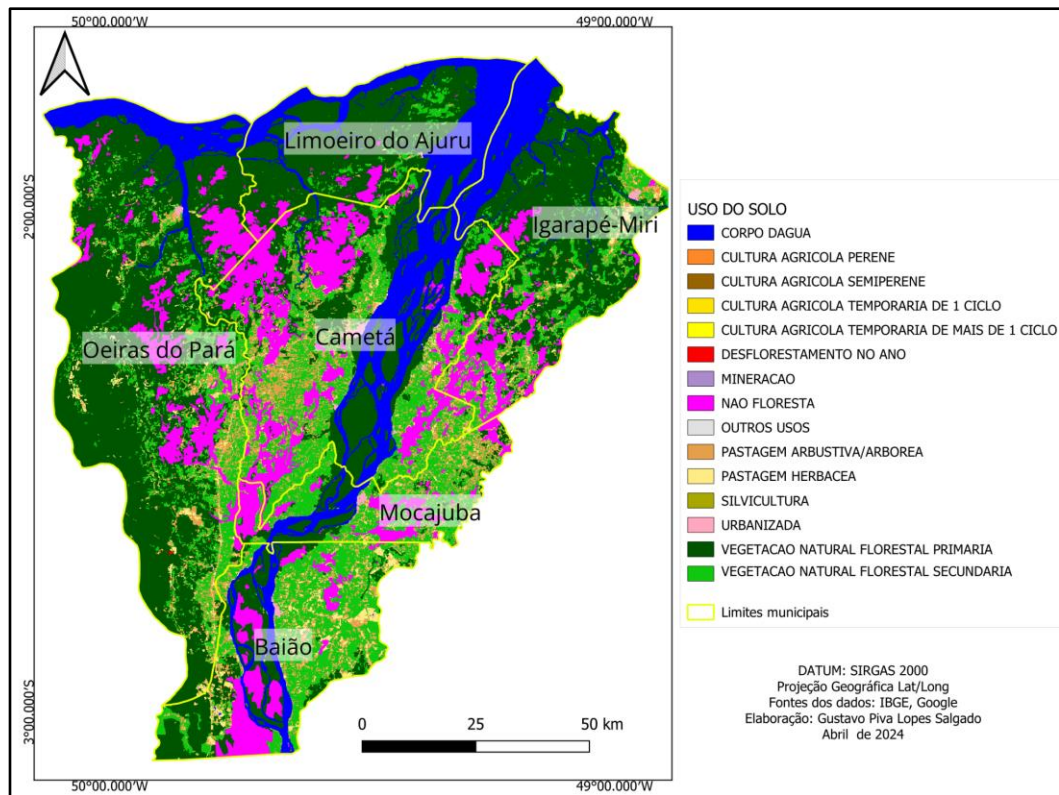 50°00.000'W
49°00.000'W
2°00.000'S
3°00.000'S
Limoeiro do Ajuru
Igarapé-Miri
Cametá
Oeiras do Pará
Mocajuba
Baião
0 25 50 km
50°00.000'W
49°00.000'W
USO DO SOLO
CORPO DAGUA
CULTURA AGRICOLA PERENE
CULTURA AGRICOLA SEMIPERENE
CULTURA AGRICOLA TEMPORARIA DE 1 CICLO
CULTURA AGRICOLA TEMPORARIA DE MAIS DE 1 CICLO
DESFLORESTAMENTO NO ANO
MINERACAO
NAO FLORESTA
OUTROS USOS
PASTAGEM ARBUSTIVA/ARBOREA
PASTAGEM HERBACEA
SILVICULTURA
URBANIZADA
VEGETACAO NATURAL FLORESTAL PRIMARIA
VEGETACAO NATURAL FLORESTAL SECUNDARIA
Limites municipais
DATUM: SIRGAS 2000
Projeção Geográfica Lat/Long
Fontes dos dados: IBGE, Google
Elaboração: Gustavo Piva Lopes Salgado
Abril de 2024